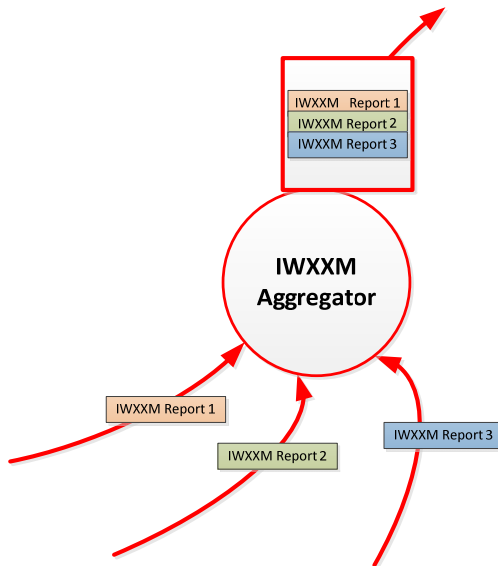 IWXXM Report 1
IWXXM Report 2
IWXXM Report 3
IWXXM
Aggregator
IWXXM Report 1
IWXXM Report 2
IWXXM Report 3